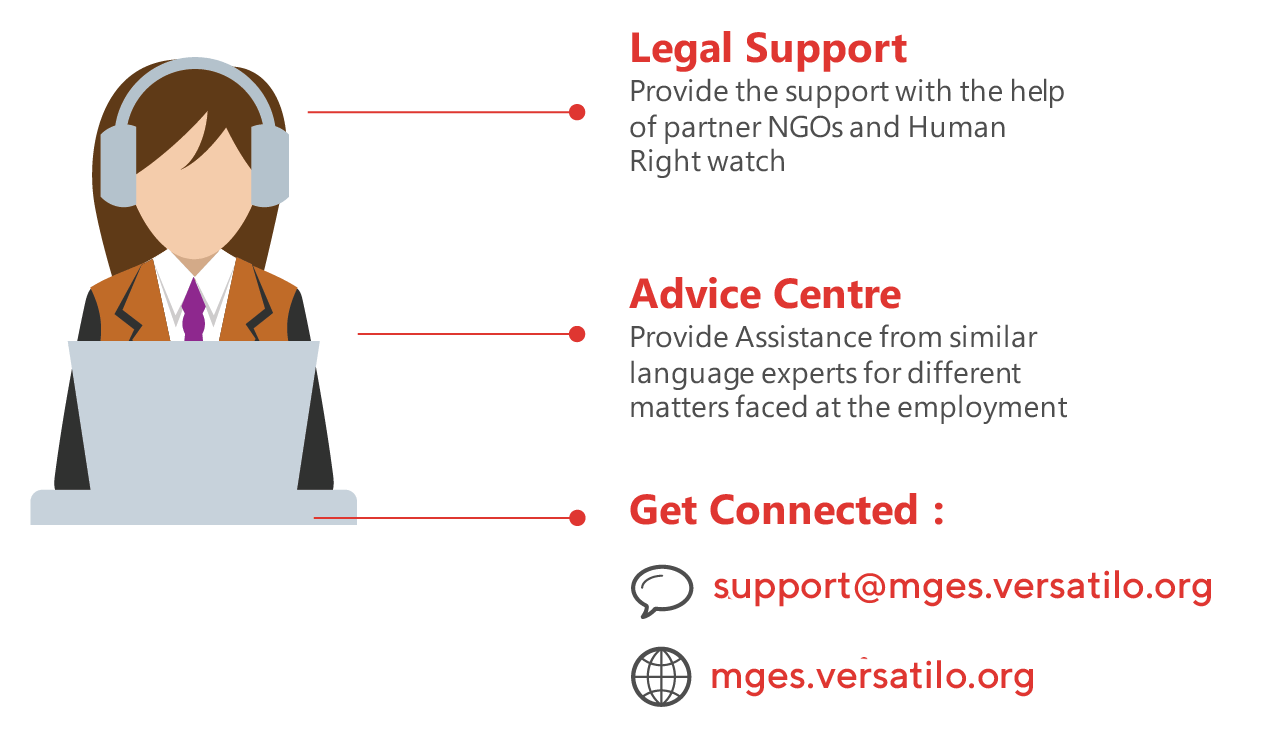 Legal Support
Provide the support with the help
of partner NGOs and Human
Right watch
Advice Centre
Provide Assistance from similar
language experts for different
matters faced at the employment
Get Connected :
support@mges.versatilo.org
mges.versatilo.org